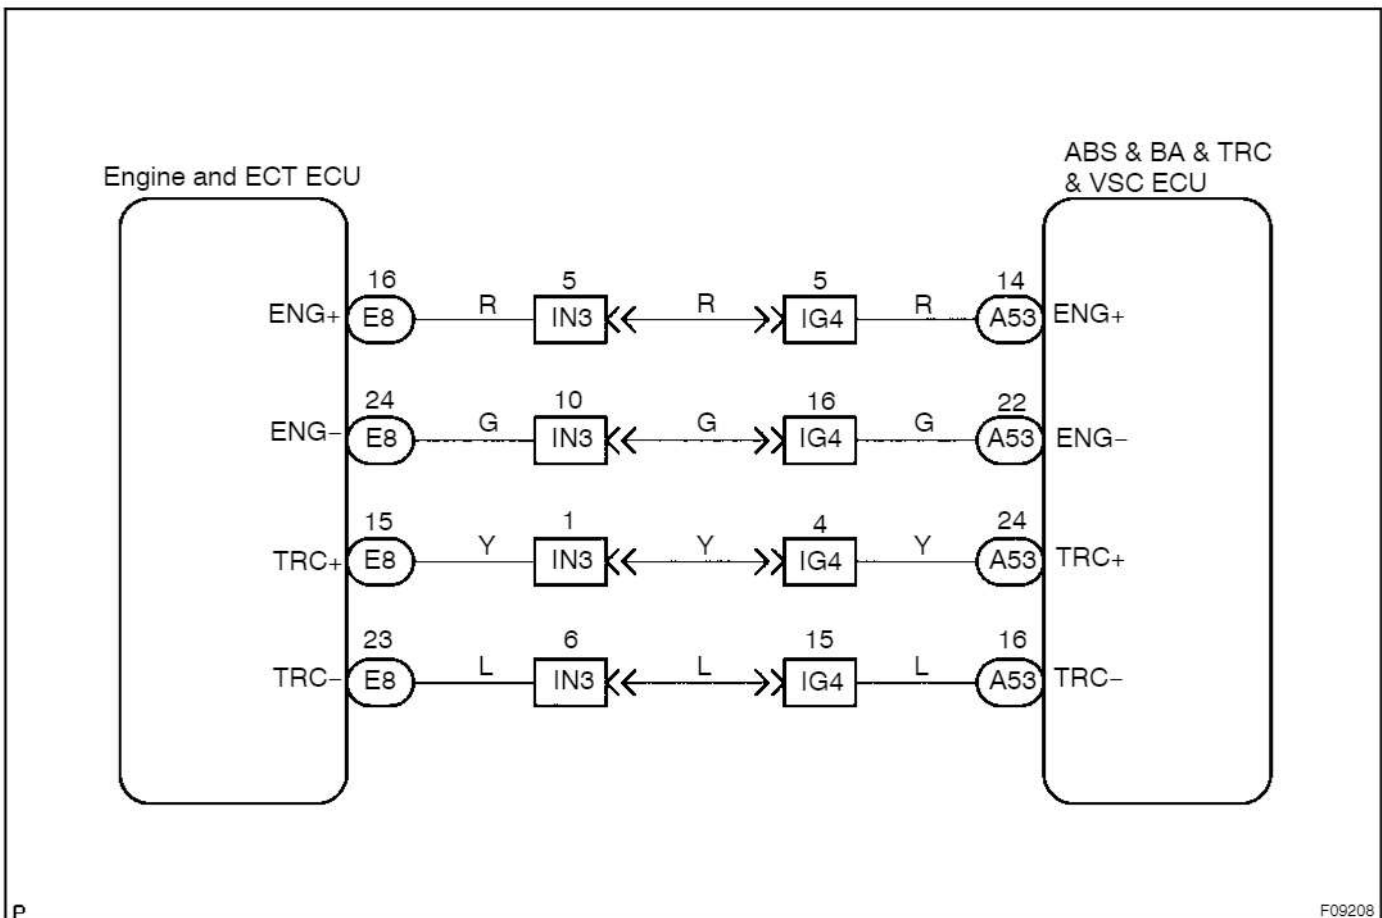 ABS & BA & TRC
& VSC ECU
Engine and ECT ECU
16 5 5 14
ENG+ E8 R IN3 R IG4 R A53 ENG+
24 10 16 22
ENG− E8 G IN3 G IG4 G A53 ENG−
15 1 4 24
TRC+ E8 Y IN3 Y IG4 Y A53 TRC+
23 6 15 16
TRC− E8 L IN3 L IG4 L A53 TRC−
P F09208